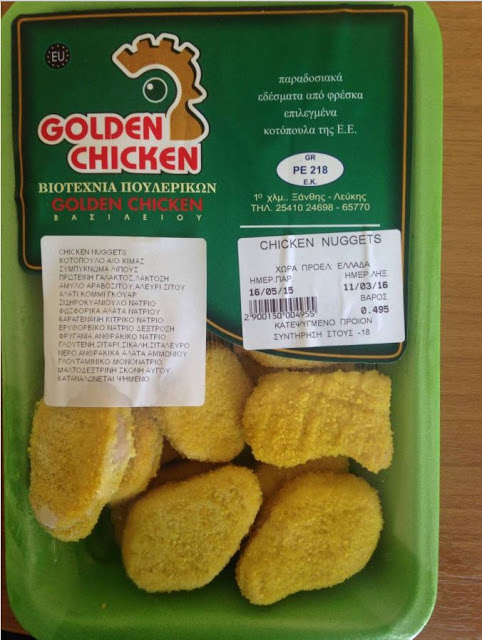 EU
GOLDEN
CHICKEN
ΒΙΟΤΕΧΝΙΑ ΠΟΥΛΕΡΙΚΩΝ
GOLDEN CHICKEN
ΒΑΣΙΛΕΙΟΥ
παραδοσιακά
εδέσματα από φρέσκα
επιλεγμένα
κοτόπουλα της Ε.Ε.
GR
PE 218
E.K.
1ο χλμ.. Ξάνθης - Λεύκης
ΤΗΛ. 25410 24698 - 65770
CHICKEN NUGGETS
ΚΟΤΟΠΟΥΛΟ Α/Ο ΚΙΜΑΣ
ΣΥΜΠΥΚΝΩΜΑ ΛΙΠΟΥΣ
ΠΡΩΤΕΙΝΗ ΓΑΛΑΚΤΟΣ,ΛΑΚΤΟΖΗ
ΑΜΥΛΟ ΑΡΑΒΟΣΙΤΟΥ,ΑΛΕΥΡΙ ΣΙΤΟΥ
ΑΛΑΤΙ ΚΟΜΜΙ ΓΚΟΥΑΡ
ΣΙΔΗΡΟΚΥΑΝΙΟΥΛΟ ΝΑΤΡΙΟ
ΦΩΣΦΟΡΙΚΑ ΑΛΑΤΑ ΝΑΤΡΙΟΥ
ΚΑΡΑΓΕΝΑΝΗ ΚΙΤΡΙΚΟ ΝΑΤΡΙΟ
ΕΡΥΘΟΡΒΙΚΟ ΝΑΤΡΙΟ ΔΕΞΤΡΟΣΗ
ΦΡΥΓΑΝΙΑ ΑΝΘΡΑΚΙΚΟ ΝΑΤΡΙΟ
ΓΛΟΥΤΕΝΗ ΣΙΤΑΡΙ,ΣΙΚΑΛΗ,ΣΙΤΑΛΕΥΡΟ
ΝΕΡΟ ΑΝΘΡΑΚΙΚΑ ΑΛΑΤΑ ΑΜΜΩΝΙΟΥ
ΓΛΟΥΤΑΜΙΝΙΚΟ ΜΟΝΟΝΑΤΡΙΟ
ΜΑΛΤΟΔΕΞΤΡΙΝΗ ΣΚΟΝΗ ΑΥΓΟΥ
ΚΑΤΑΝΑΛΩΝΕΤΑΙ ΨΗΜΕΝΟ
CHICKEN NUGGETS
ΧΩΡΑ ΠΡΟΕΛ: ΕΛΛΑΔΑ
ΗΜΕΡ.ΠΑΡ. ΗΜΕΡ.ΛΗΞ.
16/05/15 11/03/16
ΒΑΡΟΣ
0.495
2 900130 004955
ΚΑΤΕΨΥΓΜΕΝΟ ΠΡΟΙΟΝ
ΣΥΝΤΗΡΗΣΗ ΣΤΟΥΣ -18